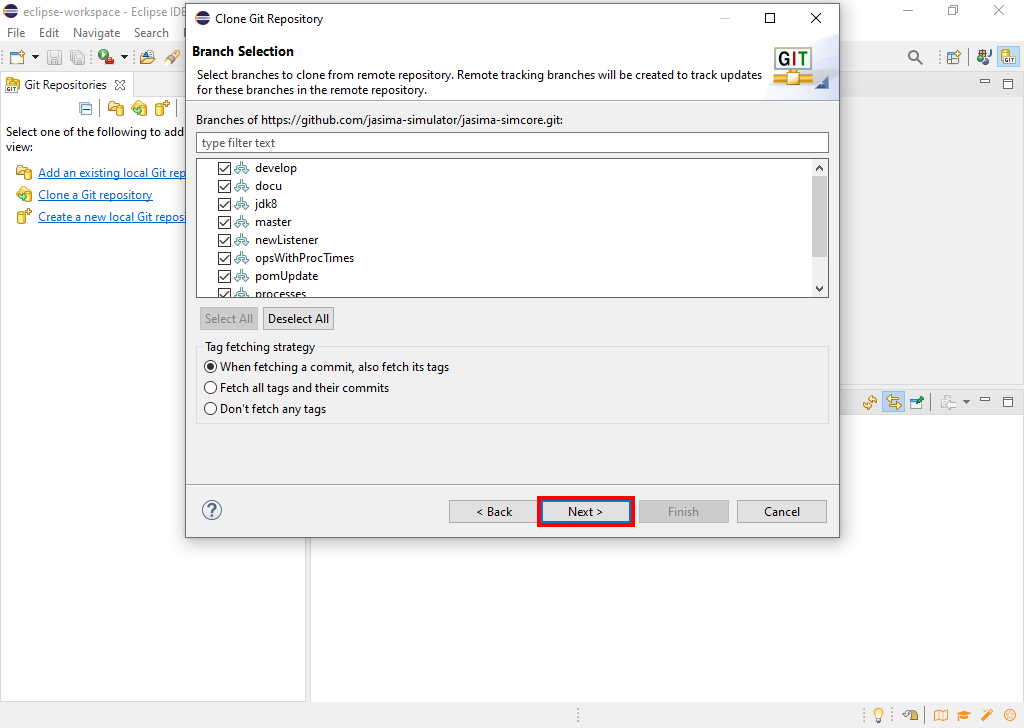 eclipse-workspace - Eclipse IDE
File Edit Navigate Search
Git Repositories
Select one of the following to add
view:
Add an existing local Git rep
Clone a Git repository
Create a new local Git repos
Clone Git Repository
Branch Selection
Select branches to clone from remote repository. Remote tracking branches will be created to track updates
for these branches in the remote repository.
GIT
Branches of https://github.com/jasima-simulator/jasima-simcore.git:
type filter text
develop
docu
jdk8
master
newListener
opsWithProcTimes
pomUpdate
processes
Select All Deselect All
Tag fetching strategy
When fetching a commit, also fetch its tags
Fetch all tags and their commits
Don't fetch any tags
? < Back Next > Finish Cancel